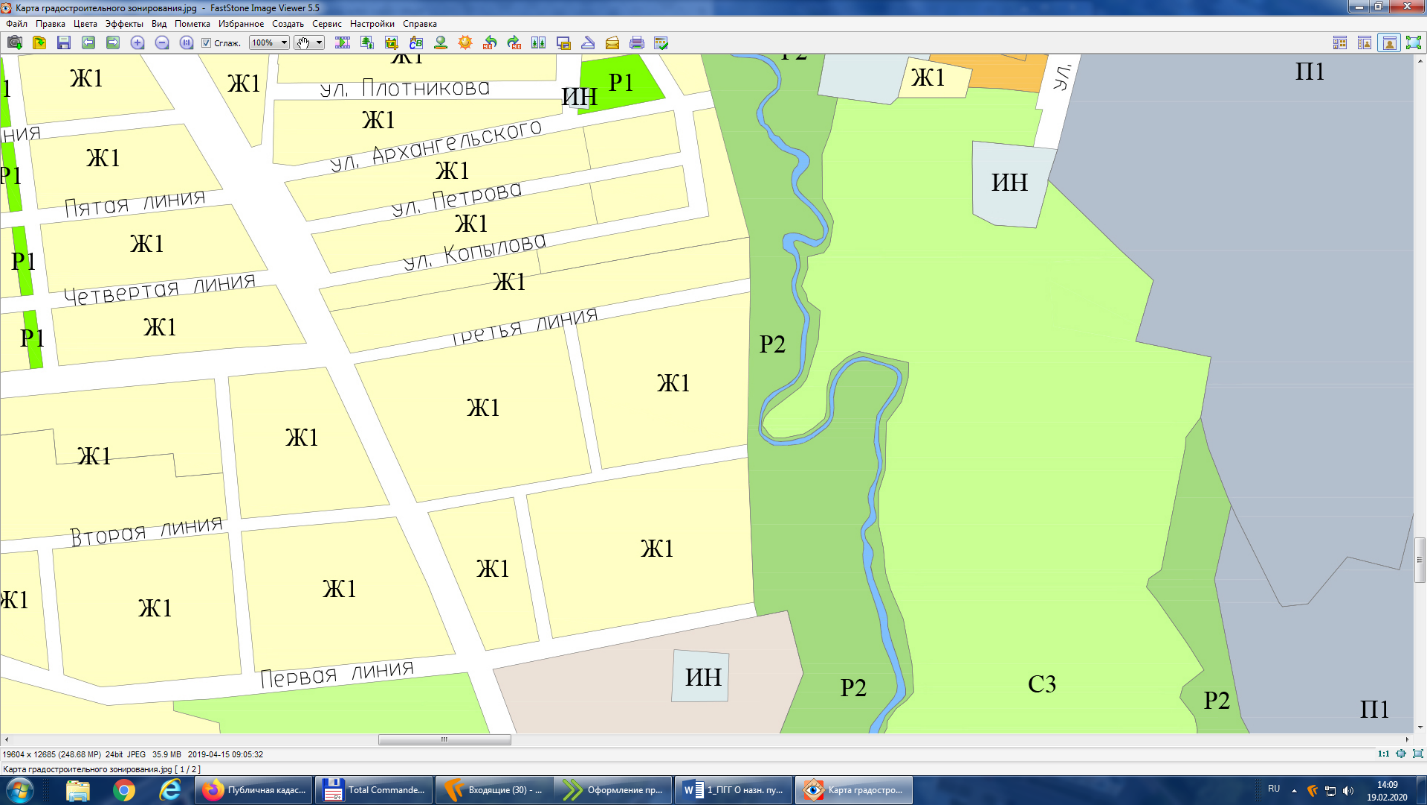 Карта градостроительного зонирования.jpg - FastStone Image Viewer 5.5
Файл Правка Цвета Эффекты Вид Пометка Избранное Создать Сервис Настройки Справка
Сглаж. 100%
Ж1 Р2 П1
Ж1 Ж1 ул. Плотникова ИН Р1 Ж1 ул.
1 Ж1
ния Ж1 ул. Архангельского
Р1 Ж1 ИН
Пятая линия ул. Петрова
Ж1 Ж1
Р1 ул. Копылова
Четвертая линия Ж1
Р1 Ж1 Третья линия Р2
Ж1 Ж1
Ж1 Ж1
Вторая линия
Ж1 Ж1
Ж1 Ж1 Ж1
Первая линия ИН Р2 С3 Р2
П1
19604 x 12685 (248.68 MP) 24bit JPEG 35.9 MB 2019-04-15 09:05:32
1:1
Карта градостроительного зонирования.jpg [ 1 / 2 ]
Публичная кадас... Total Commande... Входящие (30) - ... Оформление пр... 1_ПГГ О назн. пу... Карта градостро...
RU
14:09
19.02.2020